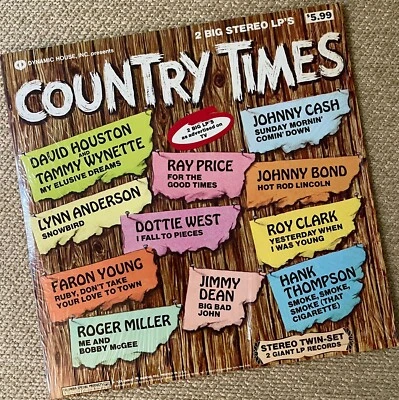 2 BIG STEREO LP'S
$5.99
DYNAMIC HOUSE, INC. presents
COUNTRY TIMES
2 BIG LP'S
as advertised on
TV
JOHNNY CASH
SUNDAY MORNIN'
COMIN' DOWN
DAVID HOUSTON
AND
TAMMY WYNETTE
MY ELUSIVE DREAMS
RAY PRICE
FOR THE
GOOD TIMES
JOHNNY BOND
HOT ROD LINCOLN
LYNN ANDERSON
SNOWBIRD
DOTTIE WEST
I FALL TO PIECES
ROY CLARK
YESTERDAY WHEN
I WAS YOUNG
FARON YOUNG
RUBY, DON'T TAKE
YOUR LOVE TO TOWN
JIMMY
DEAN
BIG BAD
JOHN
HANK
THOMPSON
SMOKE, SMOKE,
SMOKE (THAT
CIGARETTE)
ROGER MILLER
ME AND
BOBBY McGEE
STEREO TWIN-SET
2 GIANT LP RECORDS